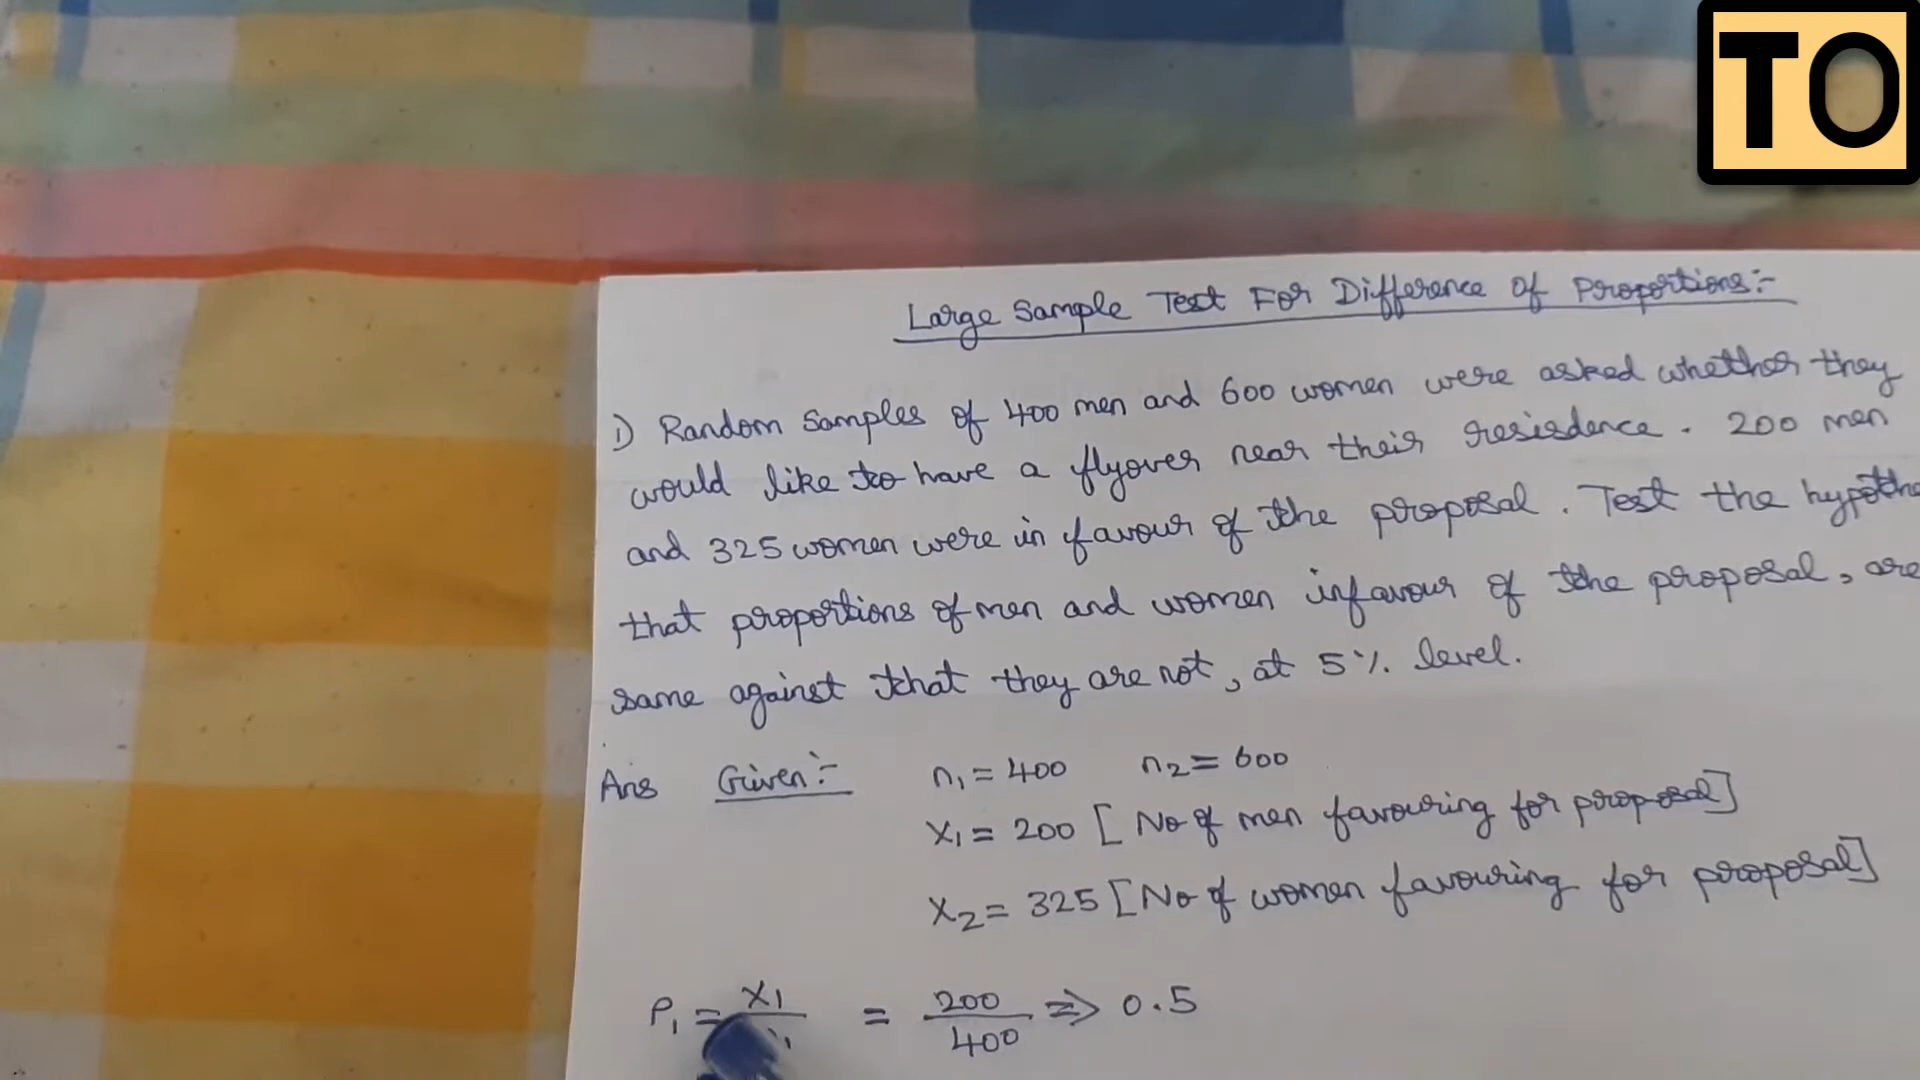 TO
Large Sample Test For Difference Of Proportions:-
1) Random Samples of 400 men and 600 women were asked whether they
would like to have a flyover near their resisdence. 200 men
and 325 women were in favour of the proposal. Test the
that proportions of men and women infavour of the proposal, are
same against that they are not, at 5% level.
Ans Given:- n₁ = 400 n₂ = 600
X₁ = 200 [No of men favouring for proposal]
X₂ = 325 [No of women favouring for proposal]
P₁ = X₁ = 200/400 => 0.5